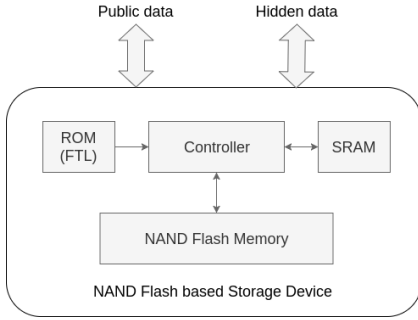 Public data
Hidden data
ROM
(FTL)
Controller
SRAM
NAND Flash Memory
NAND Flash based Storage Device